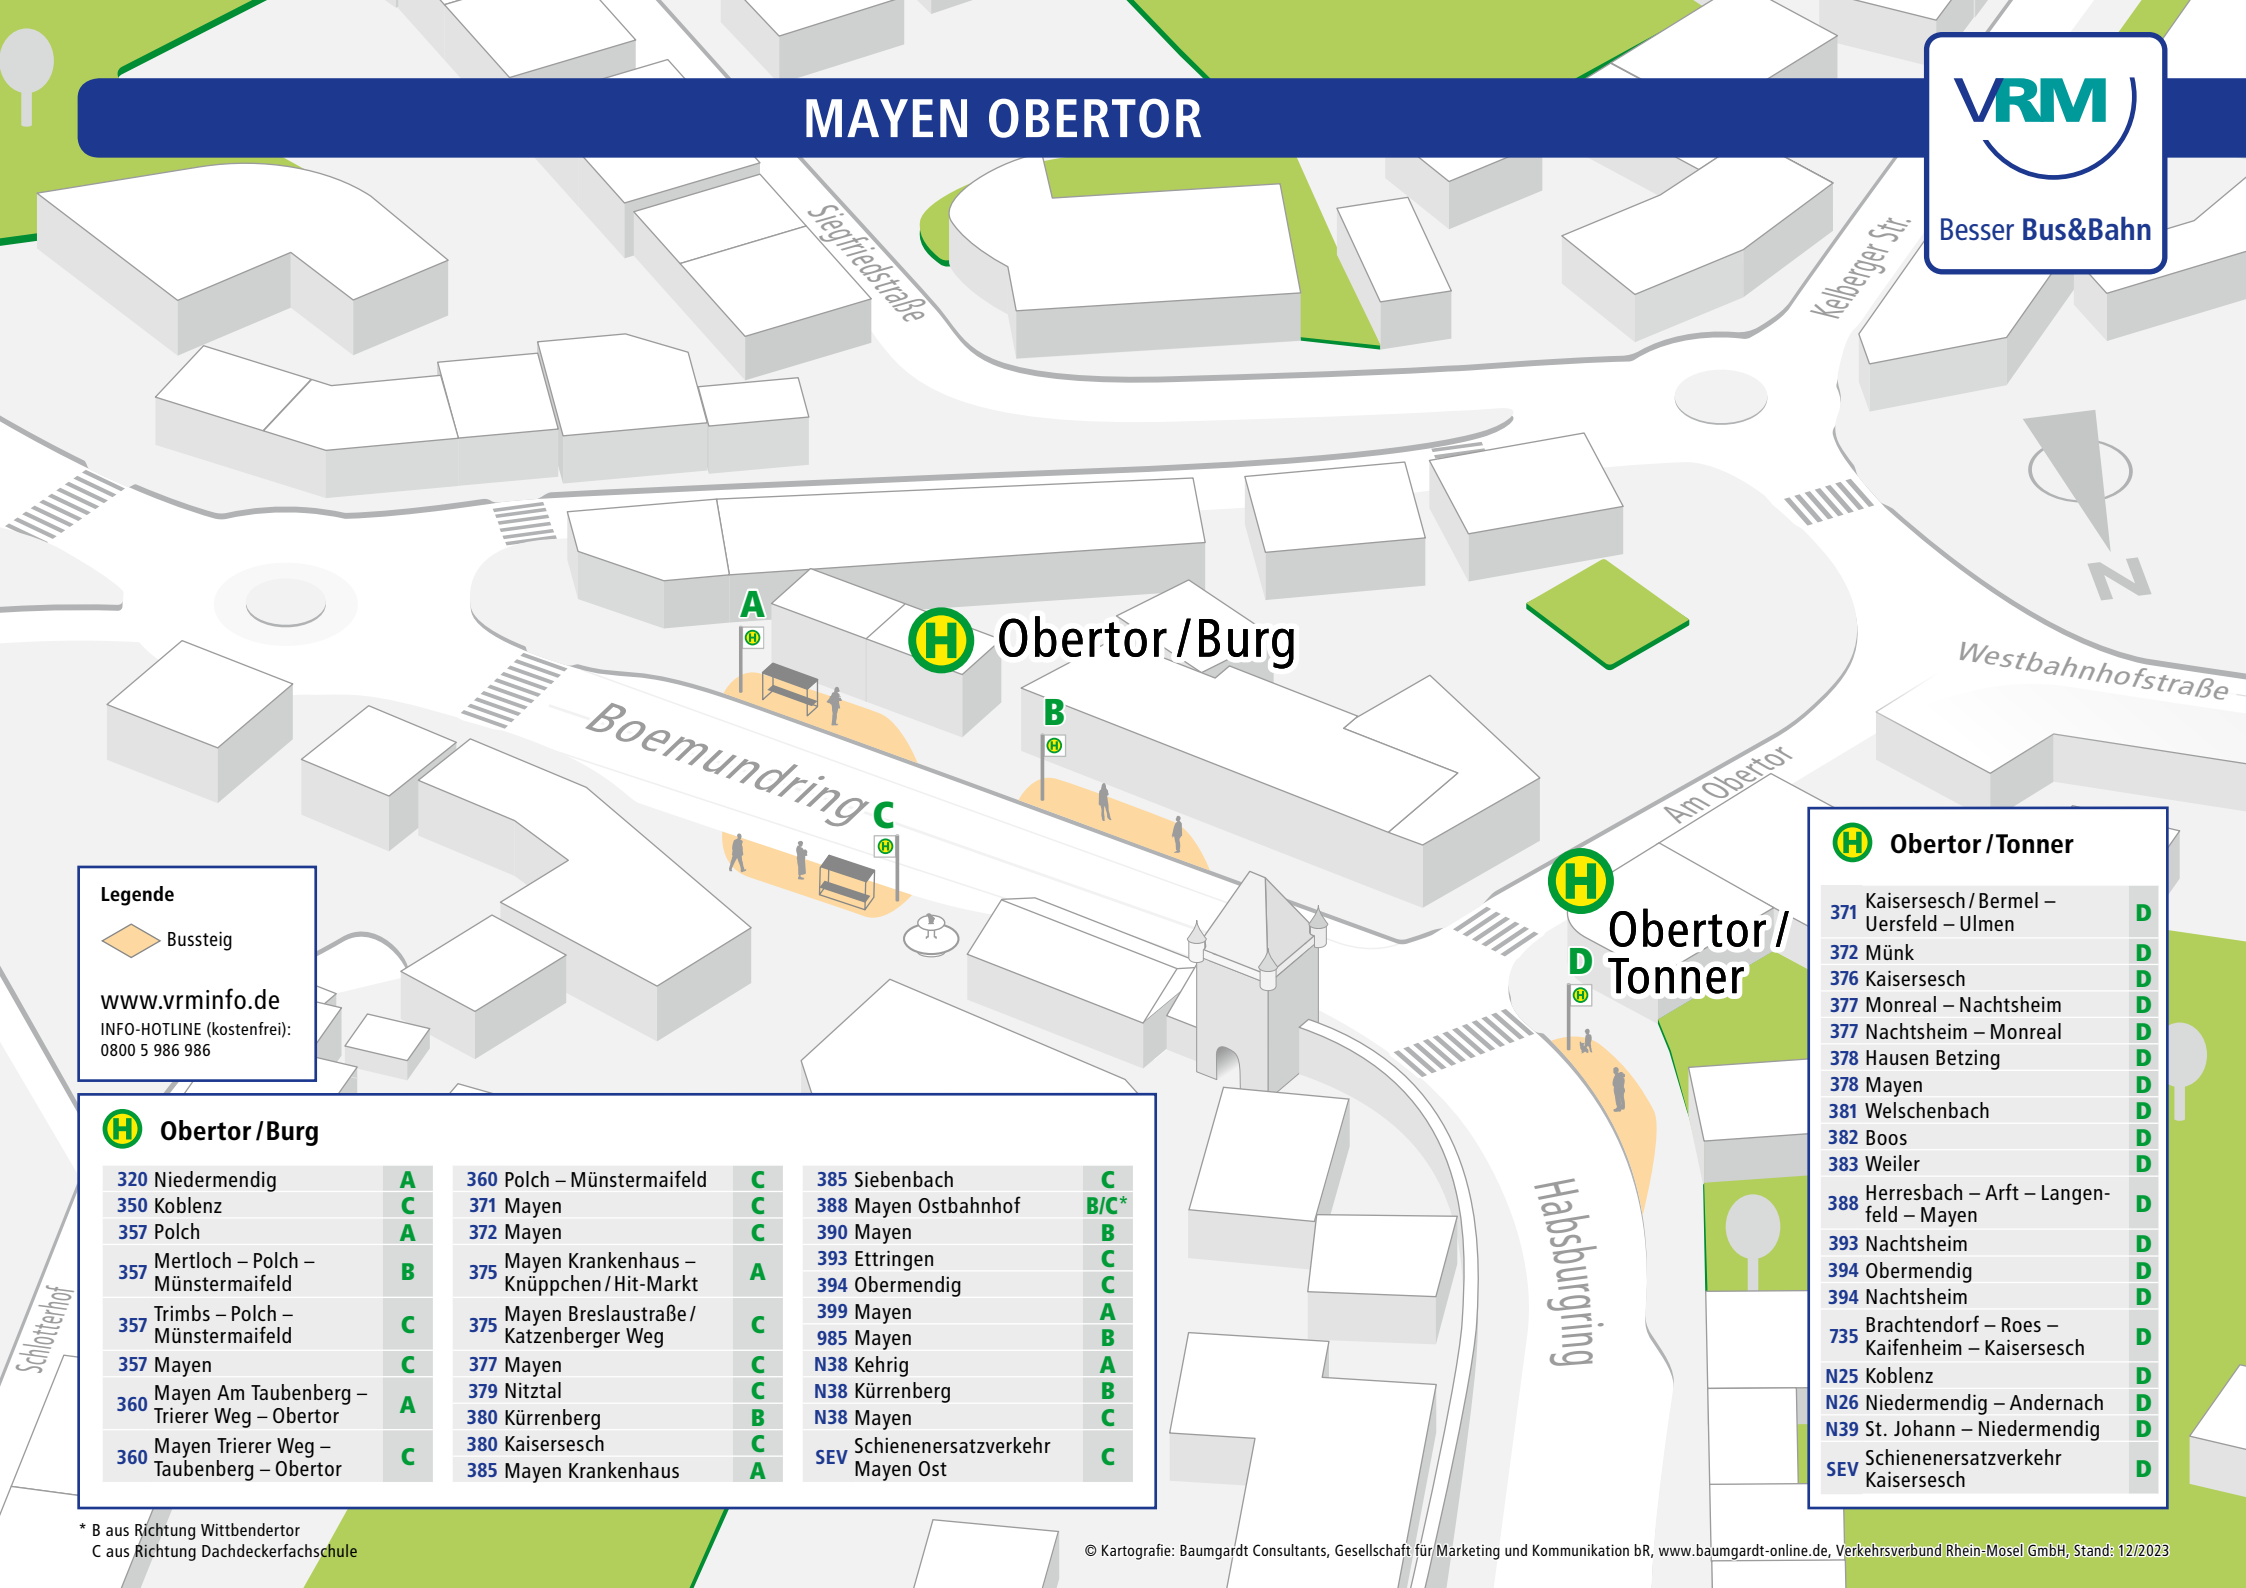 MAYEN OBERTOR
VRM
Besser Bus&Bahn
Siegfriedstraße
Kelberger Str.
N
Westbahnhofstraße
Am Obertor
Boemundring
Habsburgring
Schlotterhof
A
H
H Obertor / Burg
B
H
C
H
H
Obertor /
Tonner
D
H
Legende
Bussteig
www.vrminfo.de
INFO-HOTLINE (kostenfrei):
0800 5 986 986
H Obertor / Burg
320 Niedermendig A
350 Koblenz C
357 Polch A
357 Mertloch – Polch –
Münstermaifeld B
357 Trimbs – Polch –
Münstermaifeld C
357 Mayen C
360 Mayen Am Taubenberg –
Trierer Weg – Obertor A
360 Mayen Trierer Weg –
Taubenberg – Obertor C
360 Polch – Münstermaifeld C
371 Mayen C
372 Mayen C
375 Mayen Krankenhaus –
Knüppchen / Hit-Markt A
375 Mayen Breslaustraße /
Katzenberger Weg C
377 Mayen C
379 Nitztal C
380 Kürrenberg B
380 Kaisersesch C
385 Mayen Krankenhaus A
385 Siebenbach C
388 Mayen Ostbahnhof B/C*
390 Mayen B
393 Ettringen C
394 Obermendig C
399 Mayen A
985 Mayen B
N38 Kehrig A
N38 Kürrenberg B
N38 Mayen C
SEV Schienenersatzverkehr
Mayen Ost C
* B aus Richtung Wittbendertor
C aus Richtung Dachdeckerfachschule
H Obertor / Tonner
371 Kaisersesch / Bermel –
Uersfeld – Ulmen D
372 Münk D
376 Kaisersesch D
377 Monreal – Nachtsheim D
377 Nachtsheim – Monreal D
378 Hausen Betzing D
378 Mayen D
381 Welschenbach D
382 Boos D
383 Weiler D
388 Herresbach – Arft – Langen-
feld – Mayen D
393 Nachtsheim D
394 Obermendig D
394 Nachtsheim D
735 Brachtendorf – Roes –
Kaifenheim – Kaisersesch D
N25 Koblenz D
N26 Niedermendig – Andernach D
N39 St. Johann – Niedermendig D
SEV Schienenersatzverkehr
Kaisersesch D
© Kartografie: Baumgardt Consultants, Gesellschaft für Marketing und Kommunikation bR, www.baumgardt-online.de, Verkehrsverbund Rhein-Mosel GmbH, Stand: 12/2023